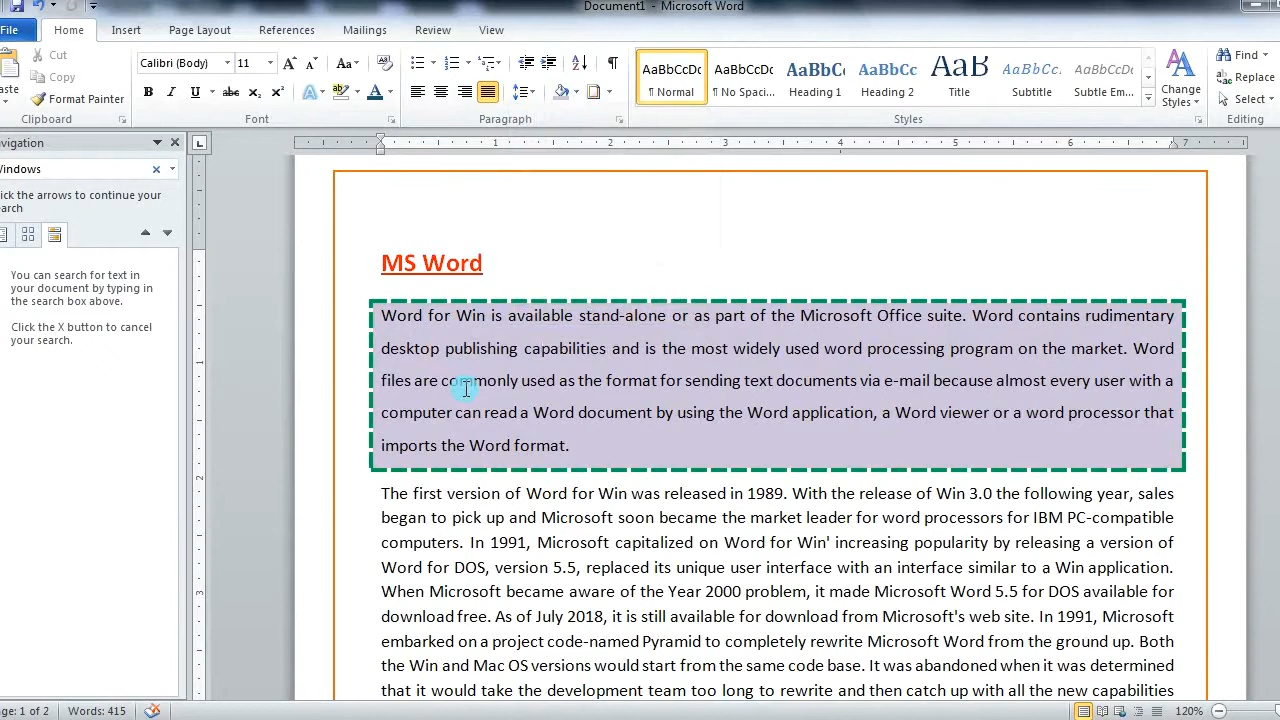 Document1 - Microsoft Word
File Home Insert Page Layout References Mailings Review View
Cut
Copy
Format Painter
Clipboard
Calibri (Body) 11
Font
Paragraph
AaBbCcDc AaBbCcDc AaBbC AaBbCc AaB AaBbCc. AaBbCcDc
¶ Normal ¶ No Spaci... Heading 1 Heading 2 Title Subtitle Subtle Em...
Styles
Change
Styles
Find
Replace
Select
Editing
1 2 3 4 5 6 7
You can search for text in
your document by typing in
the search box above.
Click the X button to cancel
your search.
MS Word
Word for Win is available stand-alone or as part of the Microsoft Office suite. Word contains rudimentary
desktop publishing capabilities and is the most widely used word processing program on the market. Word
files are commonly used as the format for sending text documents via e-mail because almost every user with a
computer can read a Word document by using the Word application, a Word viewer or a word processor that
imports the Word format.
The first version of Word for Win was released in 1989. With the release of Win 3.0 the following year, sales
began to pick up and Microsoft soon became the market leader for word processors for IBM PC-compatible
computers. In 1991, Microsoft capitalized on Word for Win' increasing popularity by releasing a version of
Word for DOS, version 5.5, replaced its unique user interface with an interface similar to a Win application.
When Microsoft became aware of the Year 2000 problem, it made Microsoft Word 5.5 for DOS available for
download free. As of July 2018, it is still available for download from Microsoft's web site. In 1991, Microsoft
embarked on a project code-named Pyramid to completely rewrite Microsoft Word from the ground up. Both
the Win and Mac OS versions would start from the same code base. It was abandoned when it was determined
that it would take the development team too long to rewrite and then catch up with all the new capabilities
1 of 2 Words: 415 120%